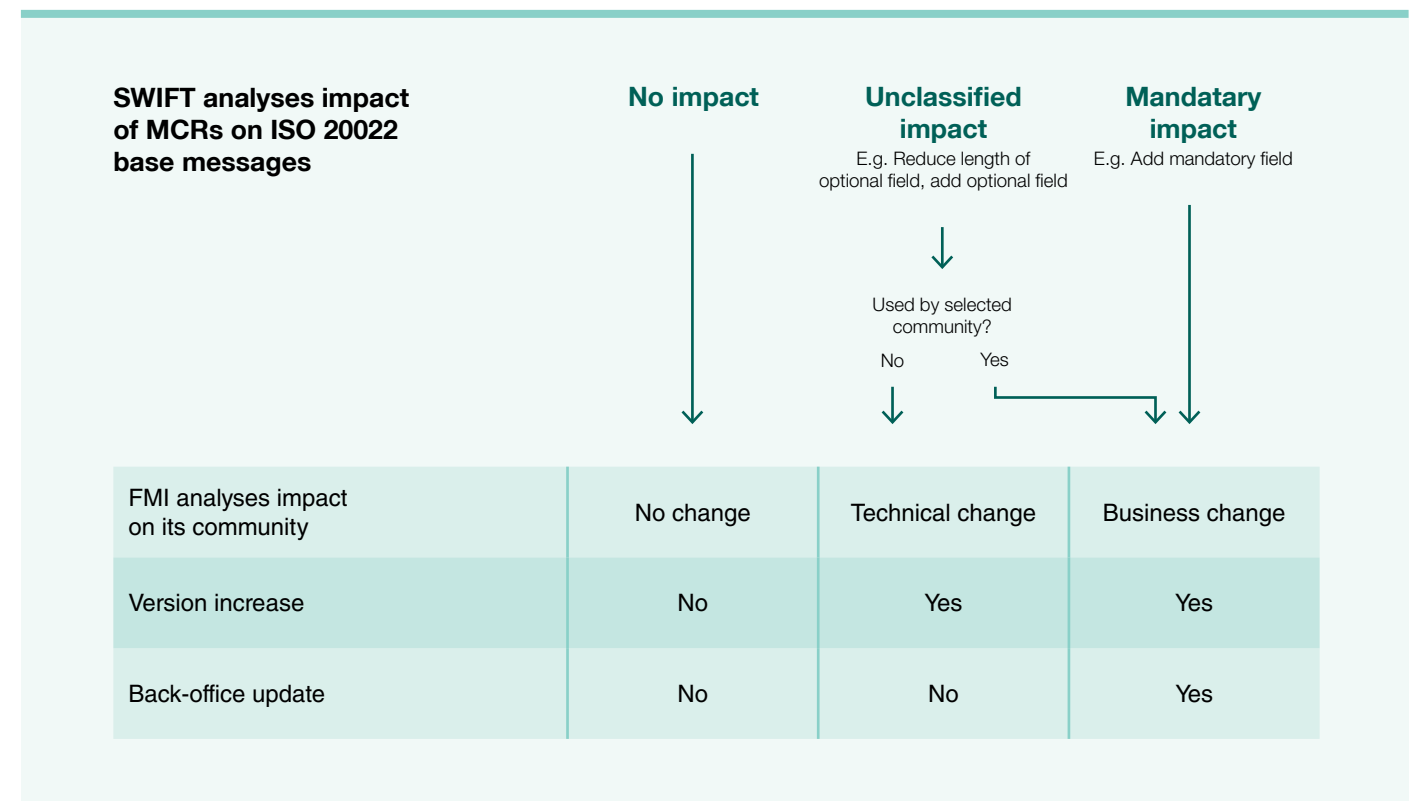 SWIFT analyses impact
of MCRs on ISO 20022
base messages
No impact
Unclassified
impact
E.g. Reduce length of
optional field, add optional field
Mandatary
impact
E.g. Add mandatory field
Used by selected
community?
No
Yes
FMI analyses impact
on its community
No change
Technical change
Business change
Version increase
No
Yes
Yes
Back-office update
No
No
Yes